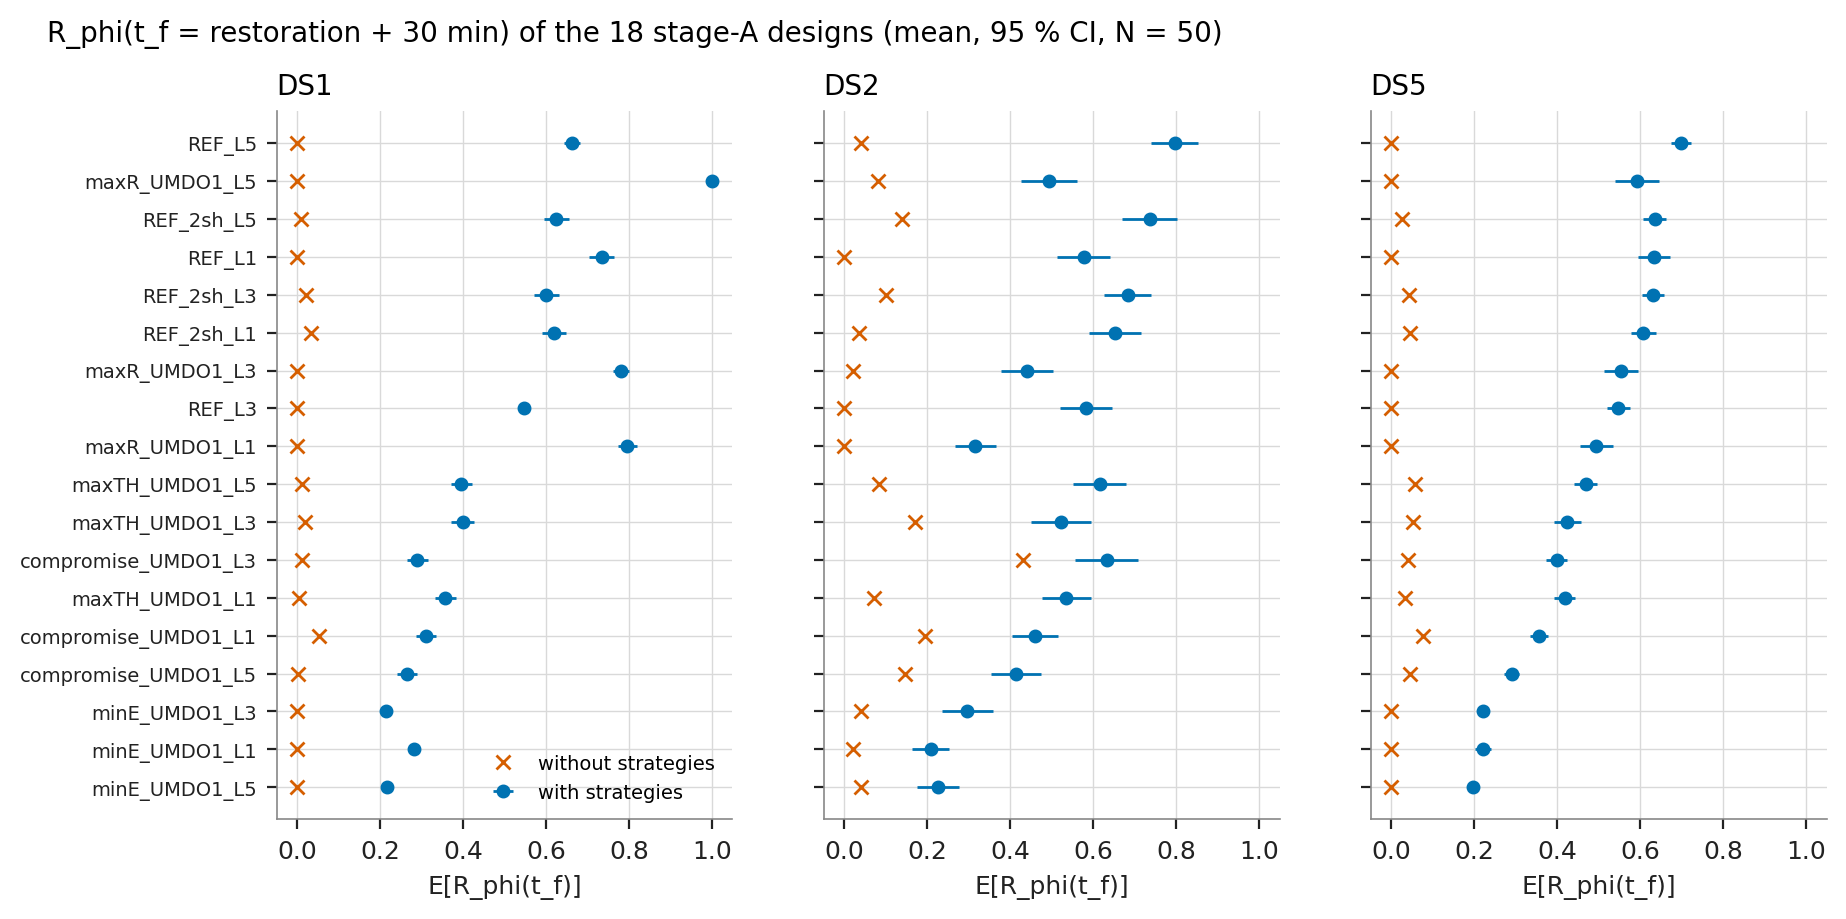 R_phi(t_f = restoration + 30 min) of the 18 stage-A designs (mean, 95 % CI, N = 50)
DS1
DS2
DS5
REF_L5
maxR_UMDO1_L5
REF_2sh_L5
REF_L1
REF_2sh_L3
REF_2sh_L1
maxR_UMDO1_L3
REF_L3
maxR_UMDO1_L1
maxTH_UMDO1_L5
maxTH_UMDO1_L3
compromise_UMDO1_L3
maxTH_UMDO1_L1
compromise_UMDO1_L1
compromise_UMDO1_L5
minE_UMDO1_L3
minE_UMDO1_L1
minE_UMDO1_L5
without strategies
with strategies
0.0 0.2 0.4 0.6 0.8 1.0
0.0 0.2 0.4 0.6 0.8 1.0
0.0 0.2 0.4 0.6 0.8 1.0
E[R_phi(t_f)]
E[R_phi(t_f)]
E[R_phi(t_f)]